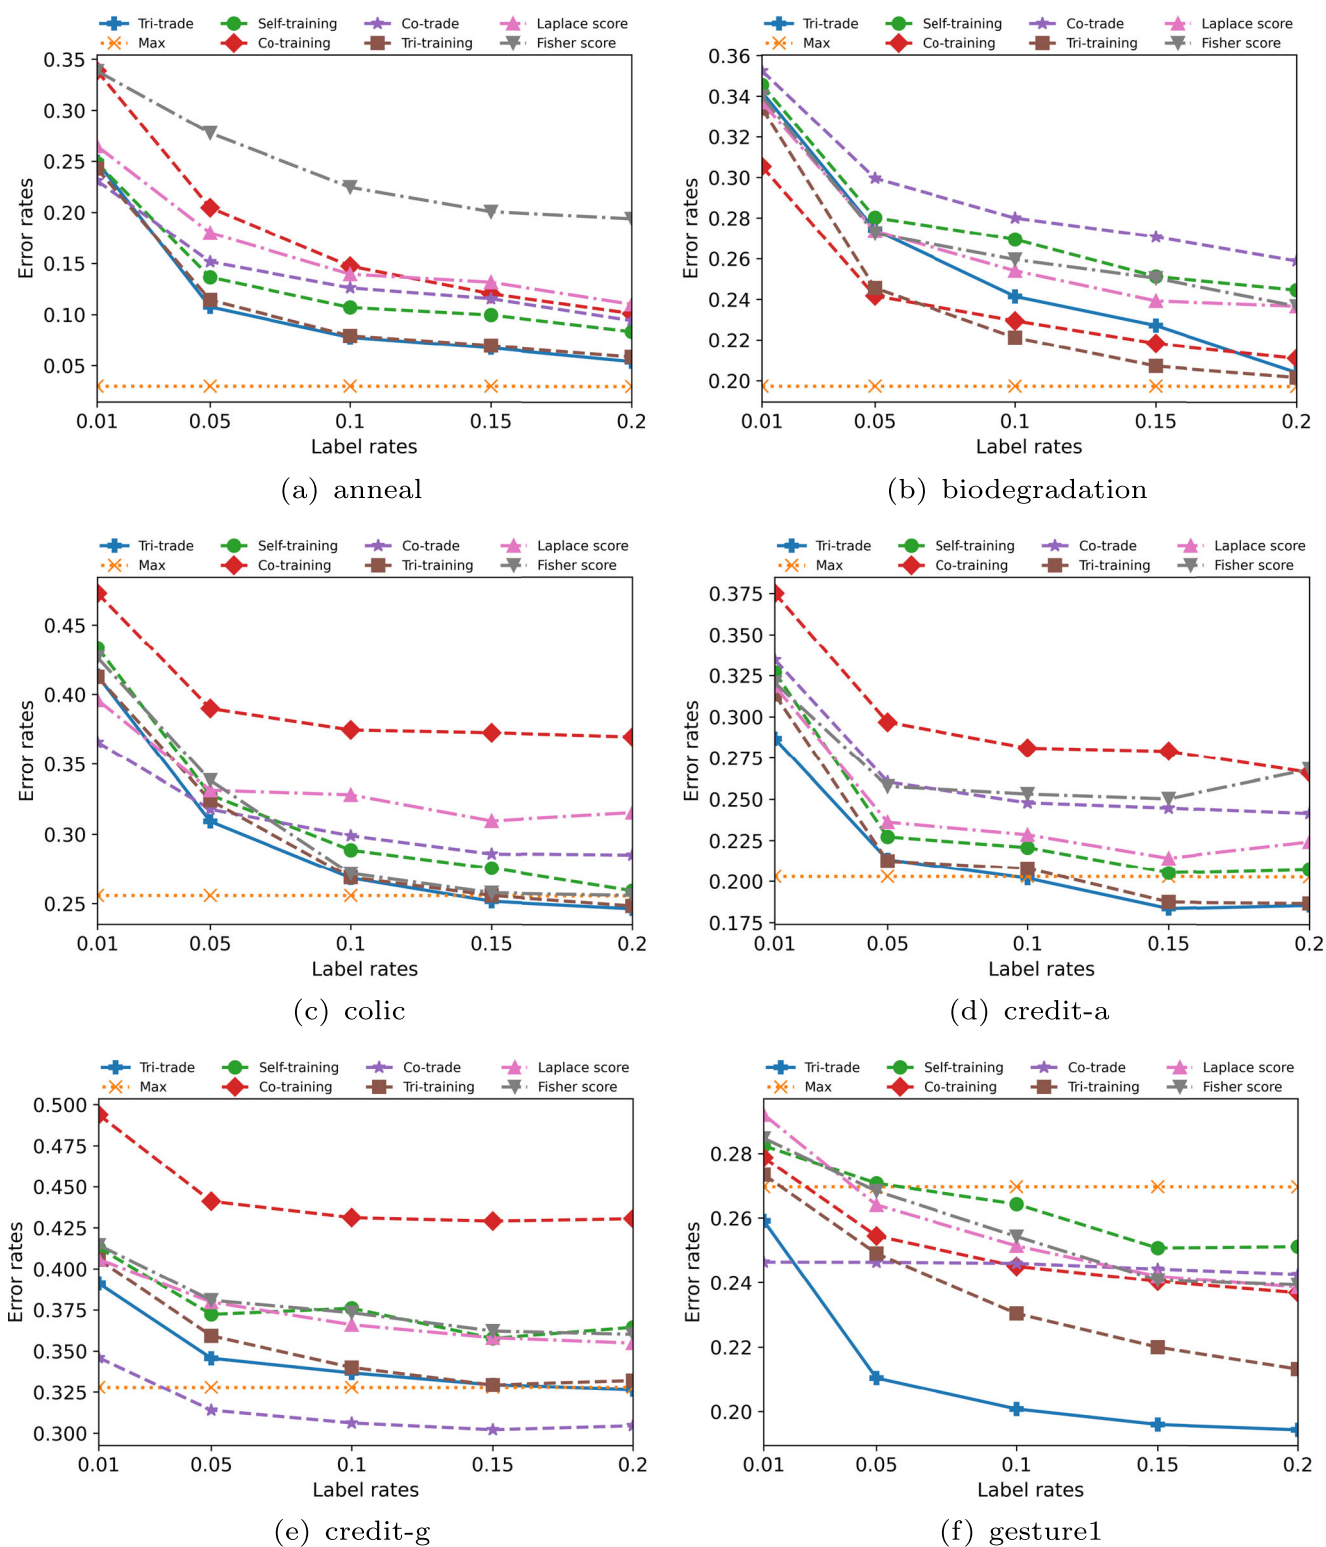 Tri-trade Self-training Co-trade Laplace score
Max Co-training Tri-training Fisher score
0.35
0.30
0.25
0.20
0.15
0.10
0.05
Error rates
0.01 0.05 0.1 0.15 0.2
Label rates
(a) anneal
Tri-trade Self-training Co-trade Laplace score
Max Co-training Tri-training Fisher score
0.36
0.34
0.32
0.30
0.28
0.26
0.24
0.22
0.20
Error rates
0.01 0.05 0.1 0.15 0.2
Label rates
(b) biodegradation
Tri-trade Self-training Co-trade Laplace score
Max Co-training Tri-training Fisher score
0.45
0.40
0.35
0.30
0.25
Error rates
0.01 0.05 0.1 0.15 0.2
Label rates
(c) colic
Tri-trade Self-training Co-trade Laplace score
Max Co-training Tri-training Fisher score
0.375
0.350
0.325
0.300
0.275
0.250
0.225
0.200
0.175
Error rates
0.01 0.05 0.1 0.15 0.2
Label rates
(d) credit-a
Tri-trade Self-training Co-trade Laplace score
Max Co-training Tri-training Fisher score
0.500
0.475
0.450
0.425
0.400
0.375
0.350
0.325
0.300
Error rates
0.01 0.05 0.1 0.15 0.2
Label rates
(e) credit-g
Tri-trade Self-training Co-trade Laplace score
Max Co-training Tri-training Fisher score
0.28
0.26
0.24
0.22
0.20
Error rates
0.01 0.05 0.1 0.15 0.2
Label rates
(f) gesture1